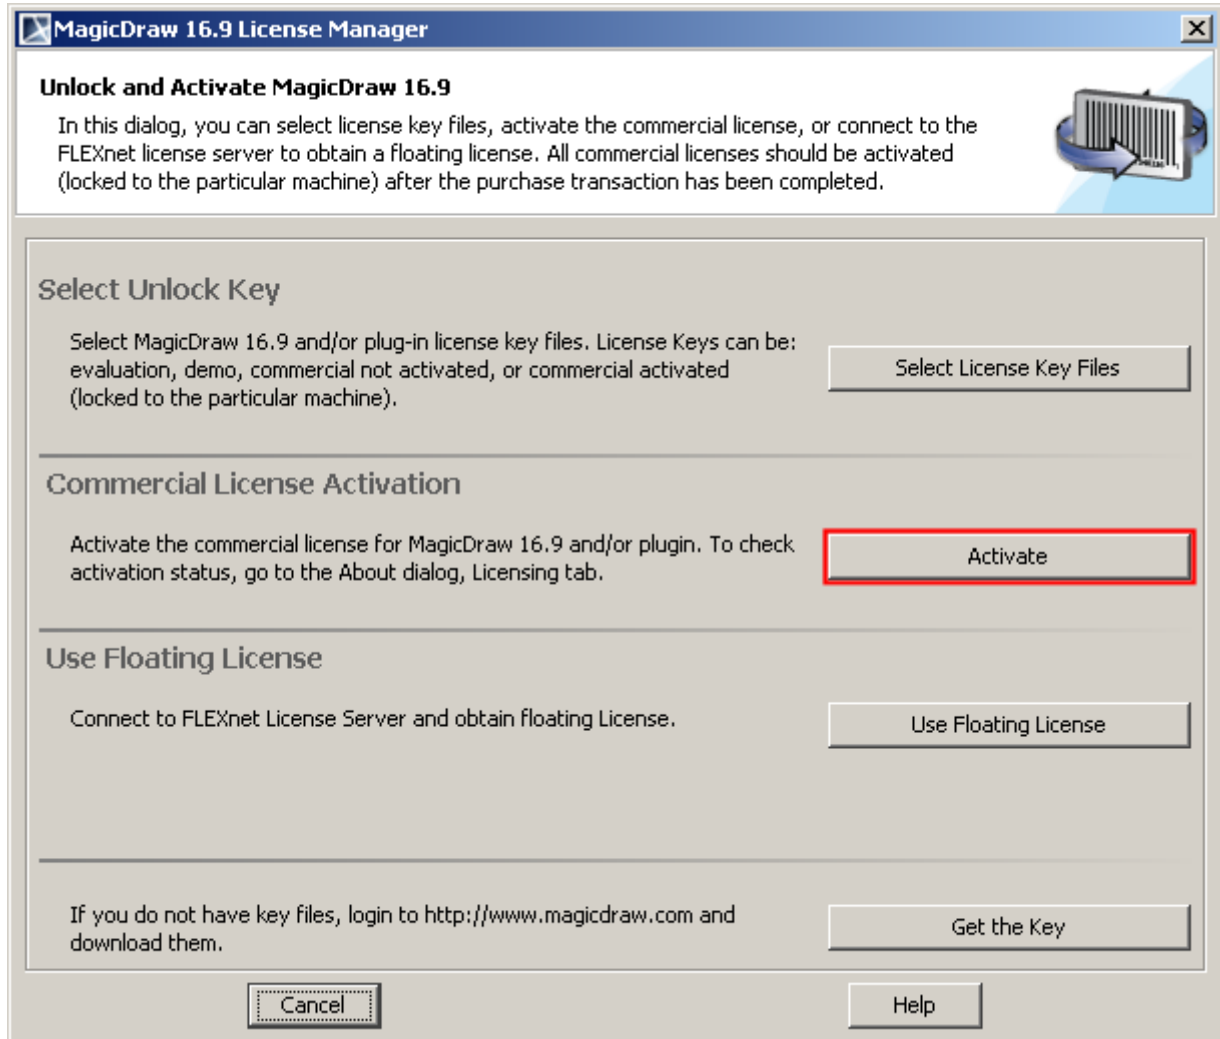 MagicDraw 16.9 License Manager
Unlock and Activate MagicDraw 16.9
In this dialog, you can select license key files, activate the commercial license, or connect to the
FLEXnet license server to obtain a floating license. All commercial licenses should be activated
(locked to the particular machine) after the purchase transaction has been completed.
Select Unlock Key
Select MagicDraw 16.9 and/or plug-in license key files. License Keys can be:
evaluation, demo, commercial not activated, or commercial activated
(locked to the particular machine).
Select License Key Files
Commercial License Activation
Activate the commercial license for MagicDraw 16.9 and/or plugin. To check
activation status, go to the About dialog, Licensing tab.
Activate
Use Floating License
Connect to FLEXnet License Server and obtain floating License.
Use Floating License
If you do not have key files, login to http://www.magicdraw.com and
download them.
Get the Key
Cancel
Help